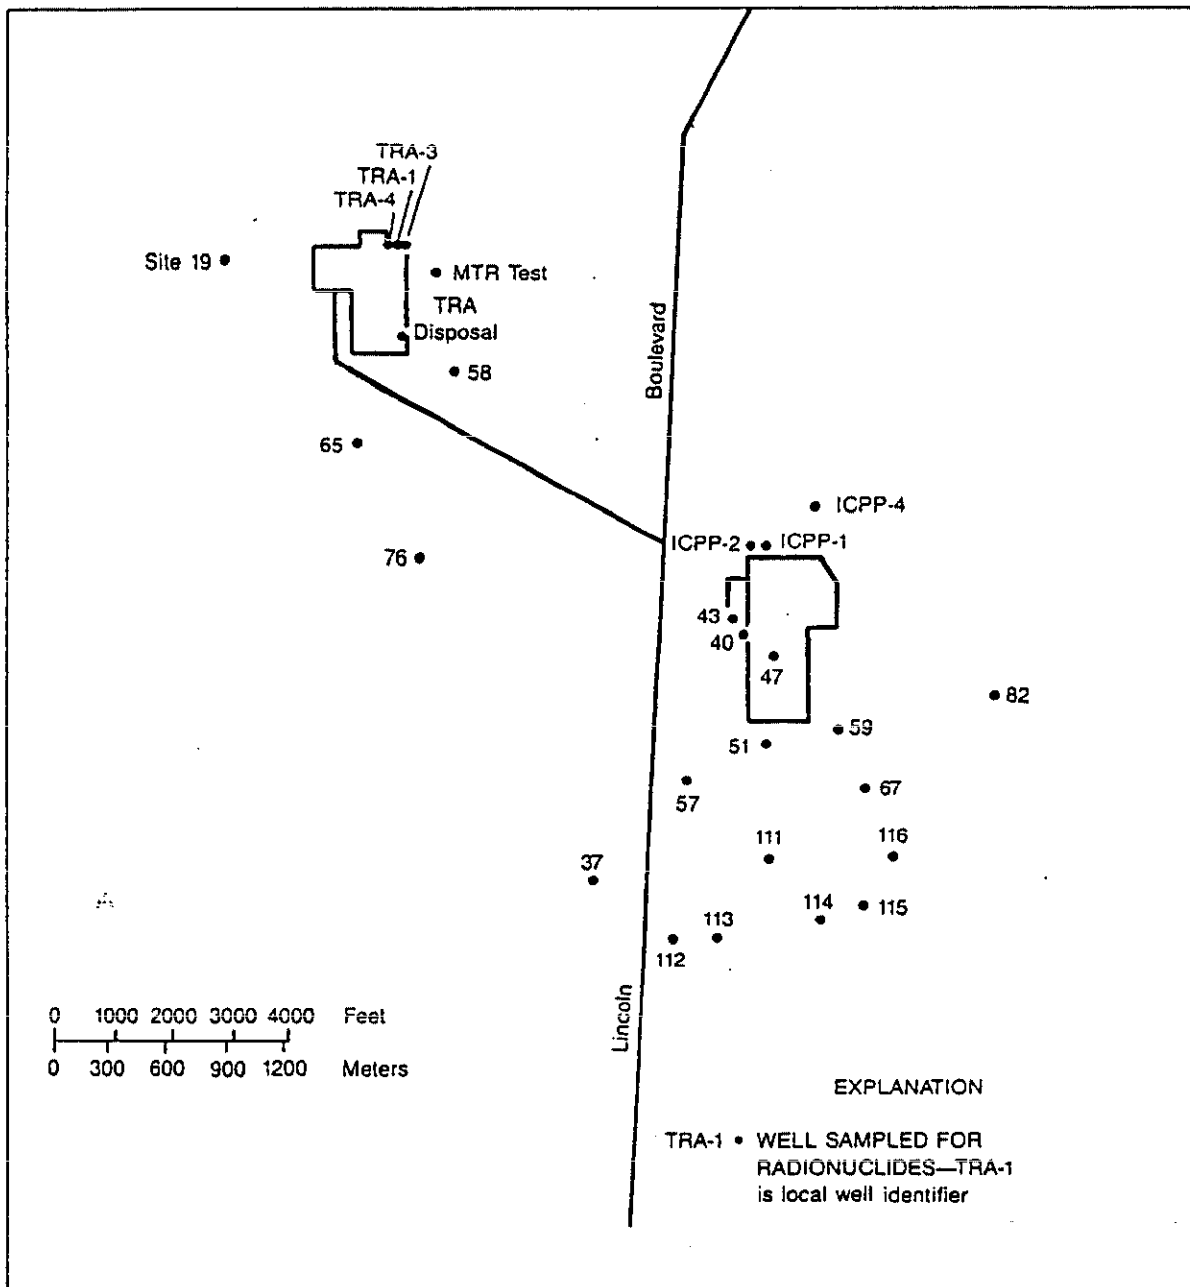 TRA-3
TRA-1
TRA-4
Site 19
MTR Test
TRA
Disposal
58
65
76
Boulevard
ICPP-4
ICPP-2
ICPP-1
43
40
47
82
59
51
57
67
111
116
37
115
114
113
112
Lincoln
0 1000 2000 3000 4000 Feet
0 300 600 900 1200 Meters
EXPLANATION
TRA-1 • WELL SAMPLED FOR
RADIONUCLIDES—TRA-1
is local well identifier